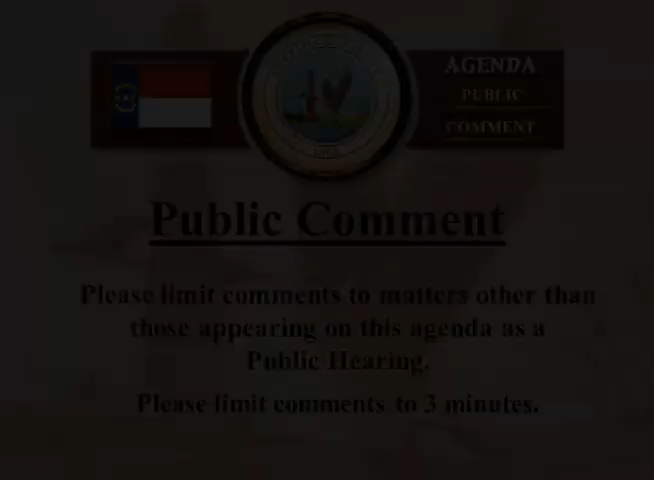 AGENDA
PUBLIC
COMMENT
Public Comment
Please limit comments to matters other than
those appearing on this agenda as a
Public Hearing.
Please limit comments to 3 minutes.